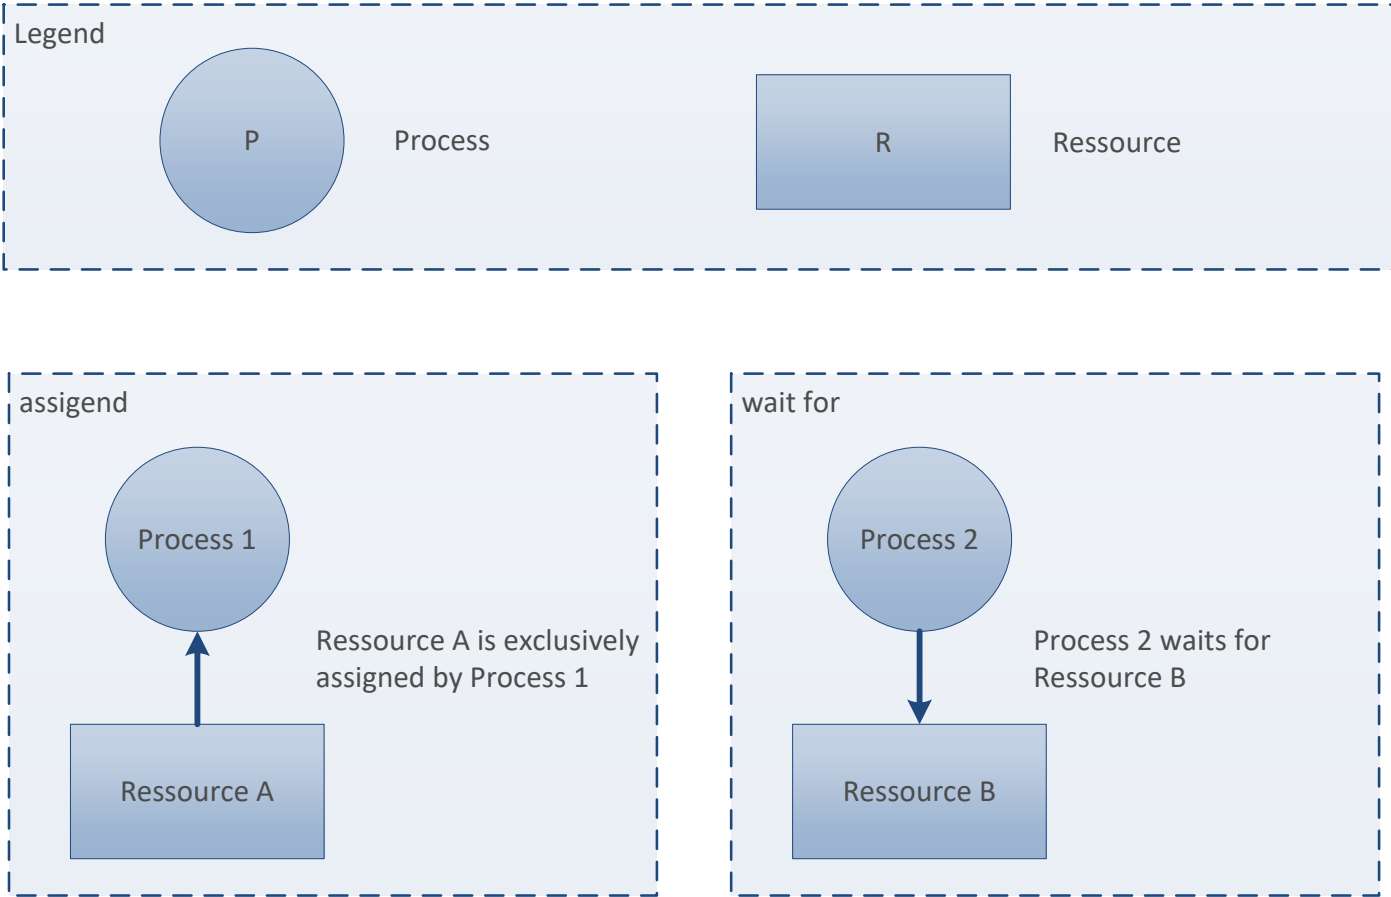 Legend
P
Process
R
Ressource
assigend
Process 1
Ressource A is exclusively
assigned by Process 1
Ressource A
wait for
Process 2
Process 2 waits for
Ressource B
Ressource B